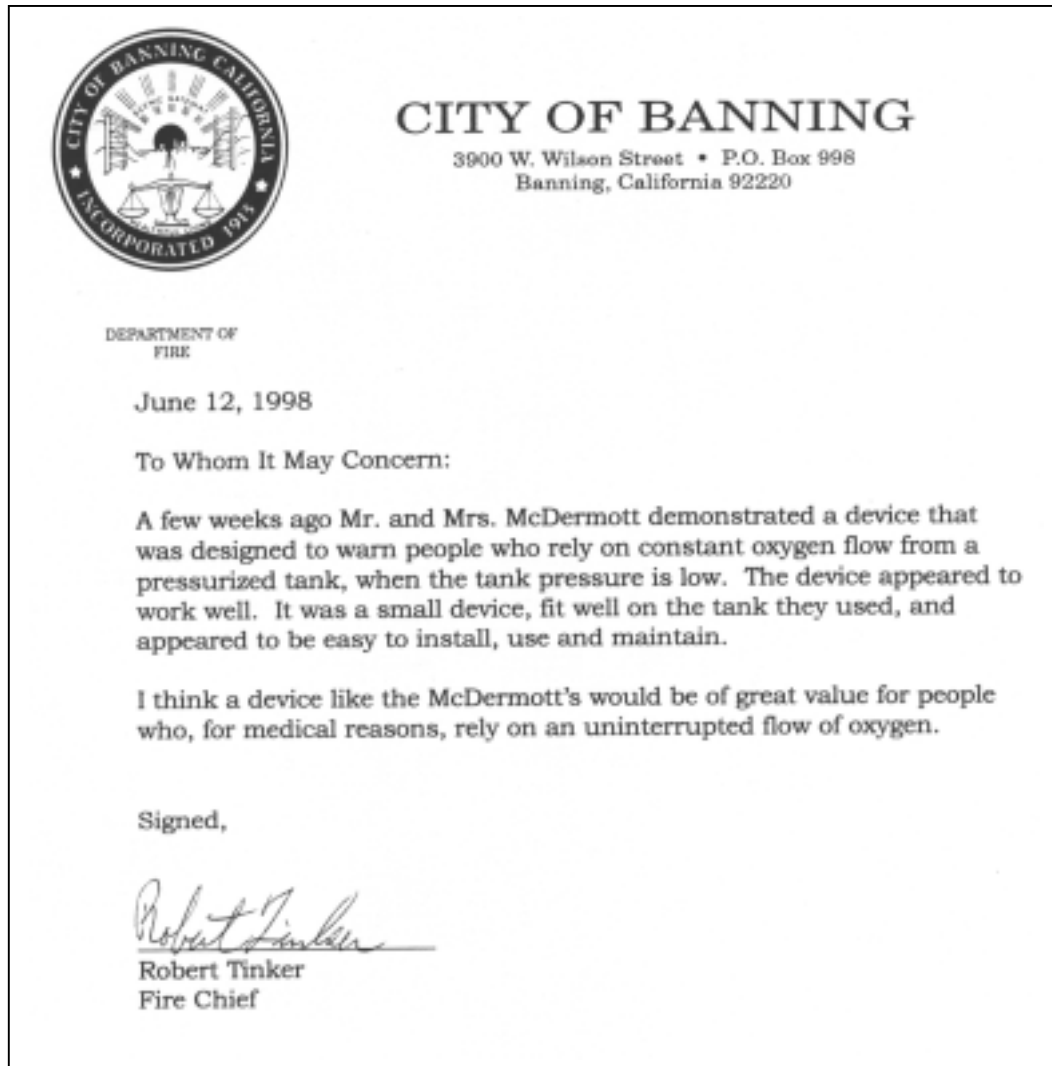 CITY OF BANNING CALIFORNIA
INCORPORATED 1913
CITY OF BANNING
3900 W. Wilson Street • P.O. Box 998
Banning, California 92220
DEPARTMENT OF
FIRE
June 12, 1998
To Whom It May Concern:
A few weeks ago Mr. and Mrs. McDermott demonstrated a device that
was designed to warn people who rely on constant oxygen flow from a
pressurized tank, when the tank pressure is low. The device appeared to
work well. It was a small device, fit well on the tank they used, and
appeared to be easy to install, use and maintain.
I think a device like the McDermott's would be of great value for people
who, for medical reasons, rely on an uninterrupted flow of oxygen.
Signed,
Robert Tinker
Robert Tinker
Fire Chief